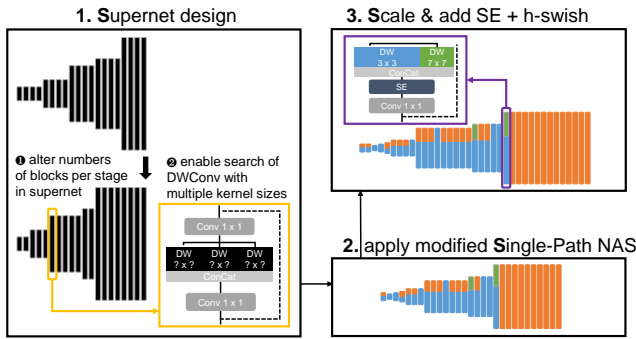 1. Supernet design
❶ alter numbers
of blocks per stage
in supernet
❷ enable search of
DWConv with
multiple kernel sizes
Conv 1 x 1
DW DW DW
? x ? ? x ? ? x ?
ConCat
Conv 1 x 1
3. Scale & add SE + h-swish
DW DW
3 x 3 7 x 7
ConCat
SE
Conv 1 x 1
2. apply modified Single-Path NAS